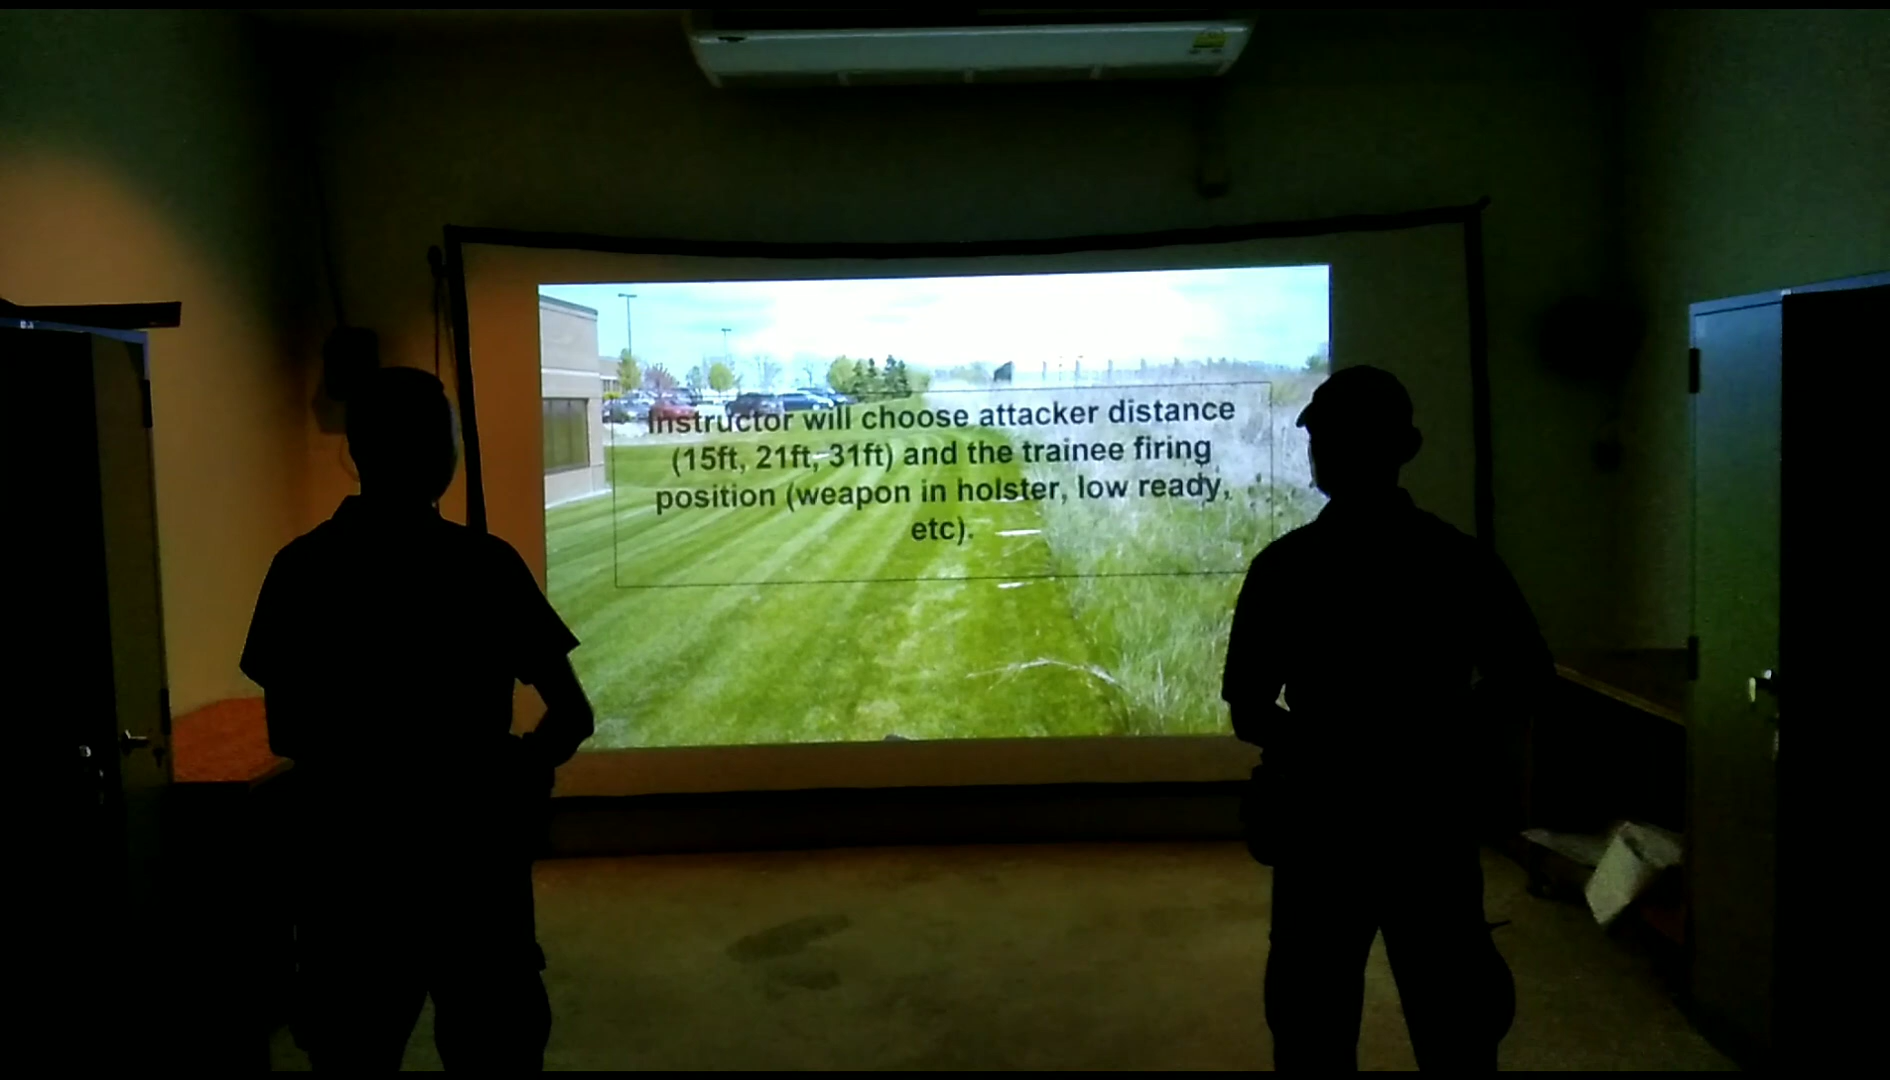 Instructor will choose attacker distance
(15ft, 21ft, 31ft) and the trainee firing
position (weapon in holster, low ready,
etc).